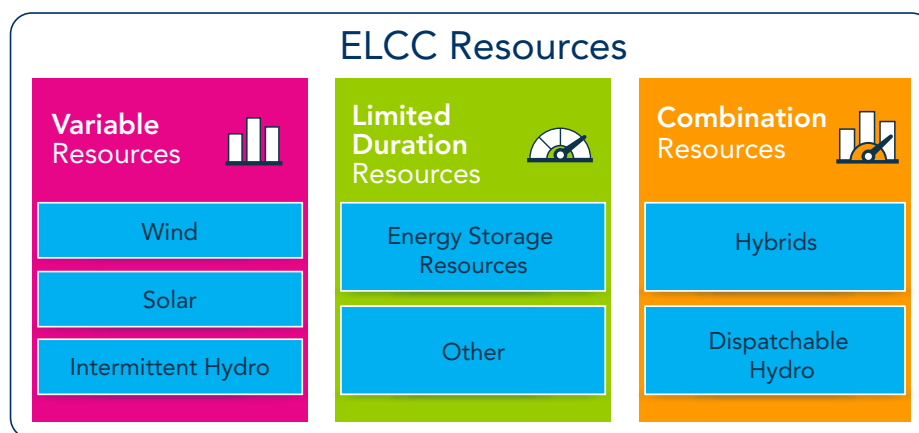 ELCC Resources
Variable
Resources
Wind
Solar
Intermittent Hydro
Limited
Duration
Resources
Energy Storage
Resources
Other
Combination
Resources
Hybrids
Dispatchable
Hydro